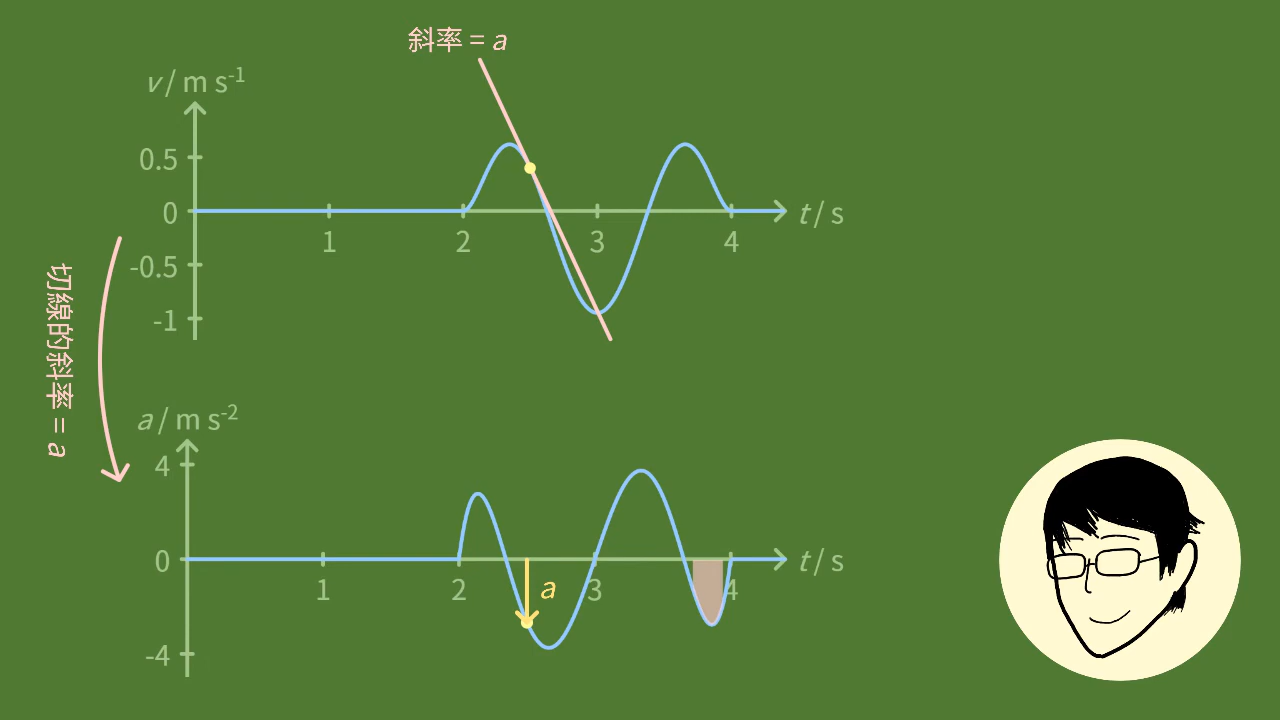 斜率 = a
v / m s⁻¹
0.5
0
-0.5
-1
1 2 3 4
t / s
切線的斜率 = a
a / m s⁻²
4
0
-4
1 2 3 4
t / s
a